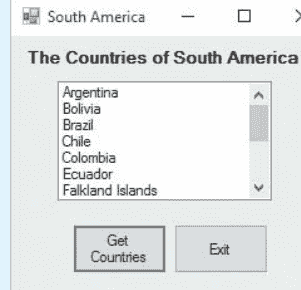 South America
The Countries of South America
Argentina
Bolivia
Brazil
Chile
Colombia
Ecuador
Falkland Islands
Get
Countries
Exit